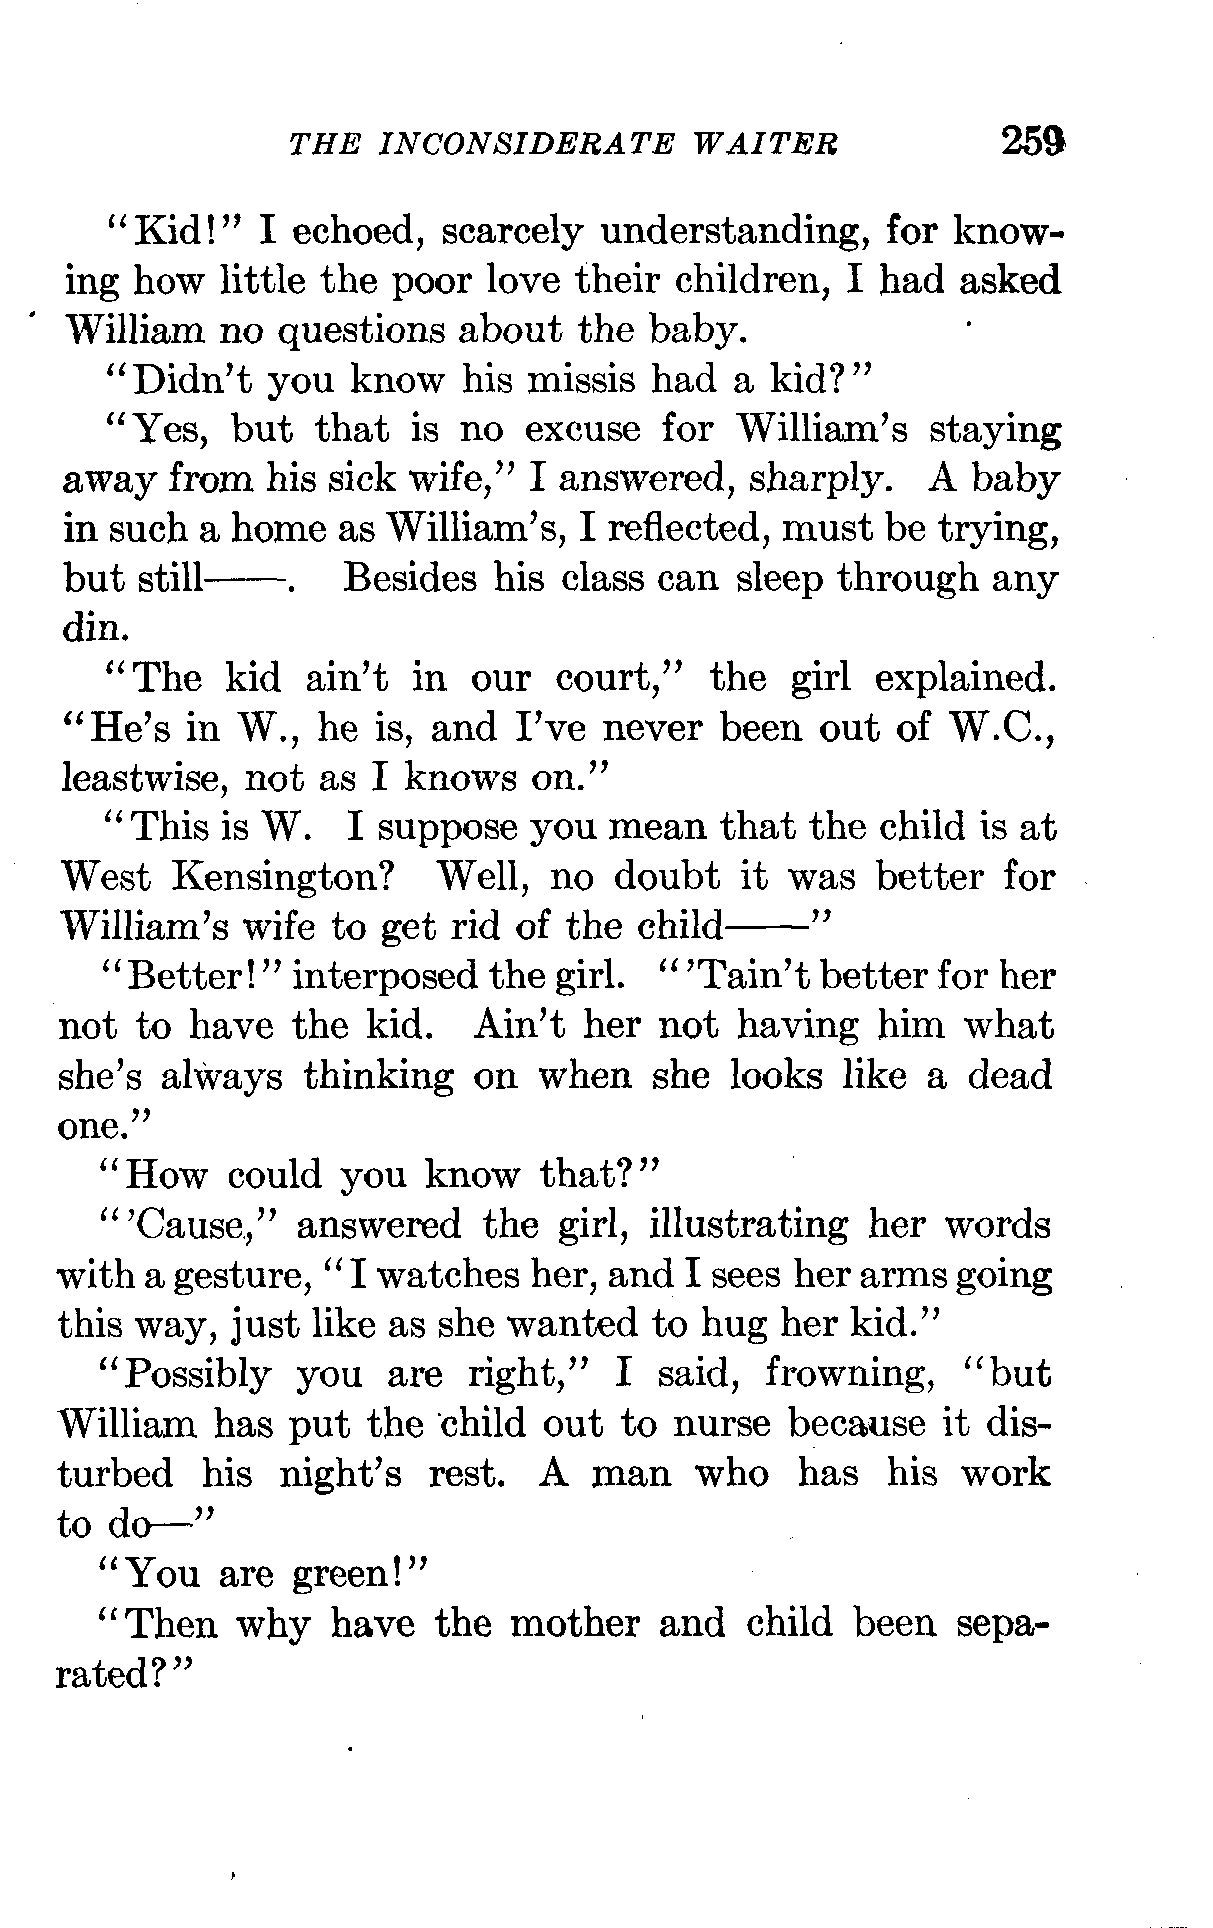 THE INCONSIDERATE WAITER 259
"Kid!" I echoed, scarcely understanding, for know-
ing how little the poor love their children, I had asked
William no questions about the baby.
"Didn't you know his missis had a kid?"
"Yes, but that is no excuse for William's staying
away from his sick wife," I answered, sharply. A baby
in such a home as William's, I reflected, must be trying,
but still——. Besides his class can sleep through any
din.
"The kid ain't in our court," the girl explained.
"He's in W., he is, and I've never been out of W.C.,
leastwise, not as I knows on."
"This is W. I suppose you mean that the child is at
West Kensington? Well, no doubt it was better for
William's wife to get rid of the child——"
"Better!" interposed the girl. "'Tain't better for her
not to have the kid. Ain't her not having him what
she's always thinking on when she looks like a dead
one."
"How could you know that?"
"'Cause," answered the girl, illustrating her words
with a gesture, "I watches her, and I sees her arms going
this way, just like as she wanted to hug her kid."
"Possibly you are right," I said, frowning, "but
William has put the child out to nurse because it dis-
turbed his night's rest. A man who has his work
to do—"
"You are green!"
"Then why have the mother and child been sepa-
rated?"